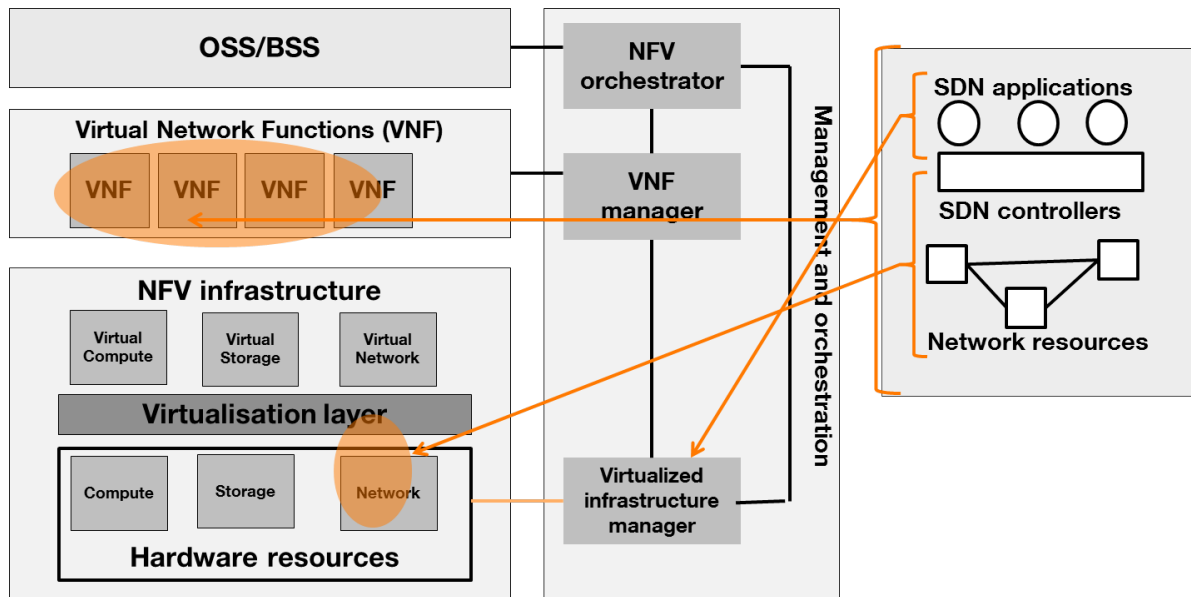 OSS/BSS
Virtual Network Functions (VNF)
VNF
VNF
VNF
VNF
NFV infrastructure
Virtual
Compute
Virtual
Storage
Virtual
Network
Virtualisation layer
Compute
Storage
Network
Hardware resources
NFV
orchestrator
VNF
manager
Virtualized
infrastructure
manager
Management and orchestration
SDN applications
SDN controllers
Network resources